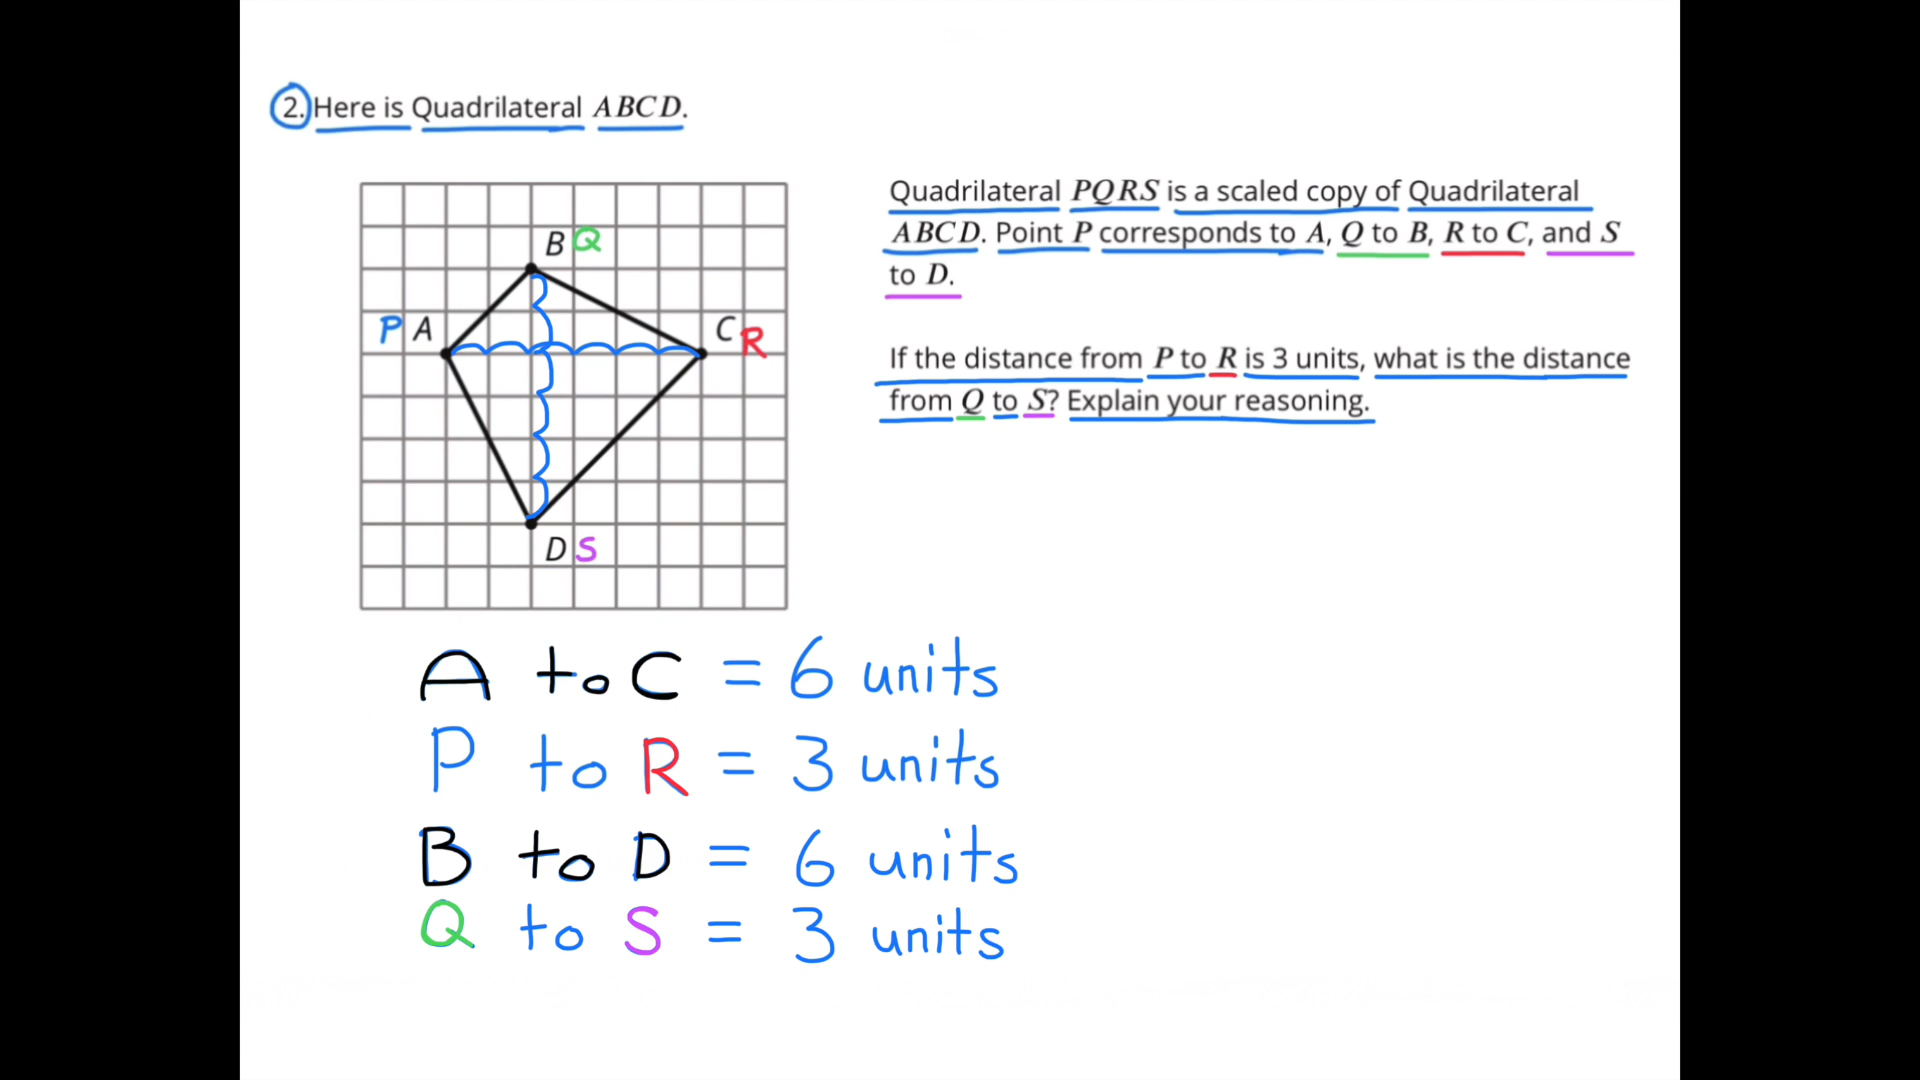 2. Here is Quadrilateral ABCD.
Quadrilateral PQRS is a scaled copy of Quadrilateral
ABCD. Point P corresponds to A, Q to B, R to C, and S
to D.
If the distance from P to R is 3 units, what is the distance
from Q to S? Explain your reasoning.
B Q
P A
C R
D S
A to C = 6 units
P to R = 3 units
B to D = 6 units
Q to S = 3 units